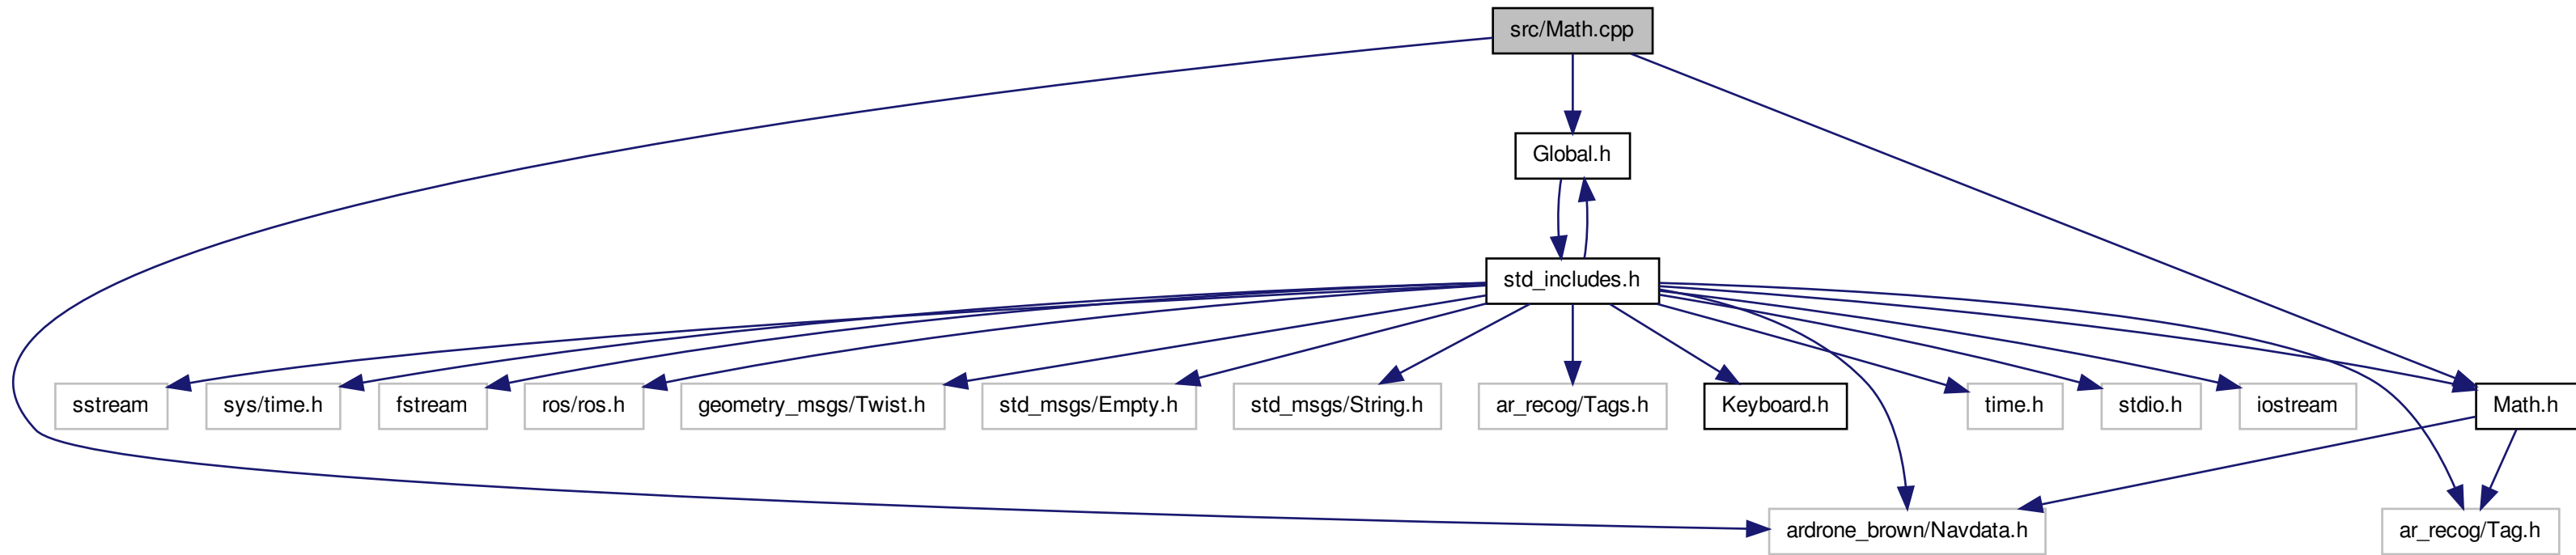 src/Math.cpp
Global.h
std_includes.h
sstream
sys/time.h
fstream
ros/ros.h
geometry_msgs/Twist.h
std_msgs/Empty.h
std_msgs/String.h
ar_recog/Tags.h
Keyboard.h
time.h
stdio.h
iostream
Math.h
ardrone_brown/Navdata.h
ar_recog/Tag.h